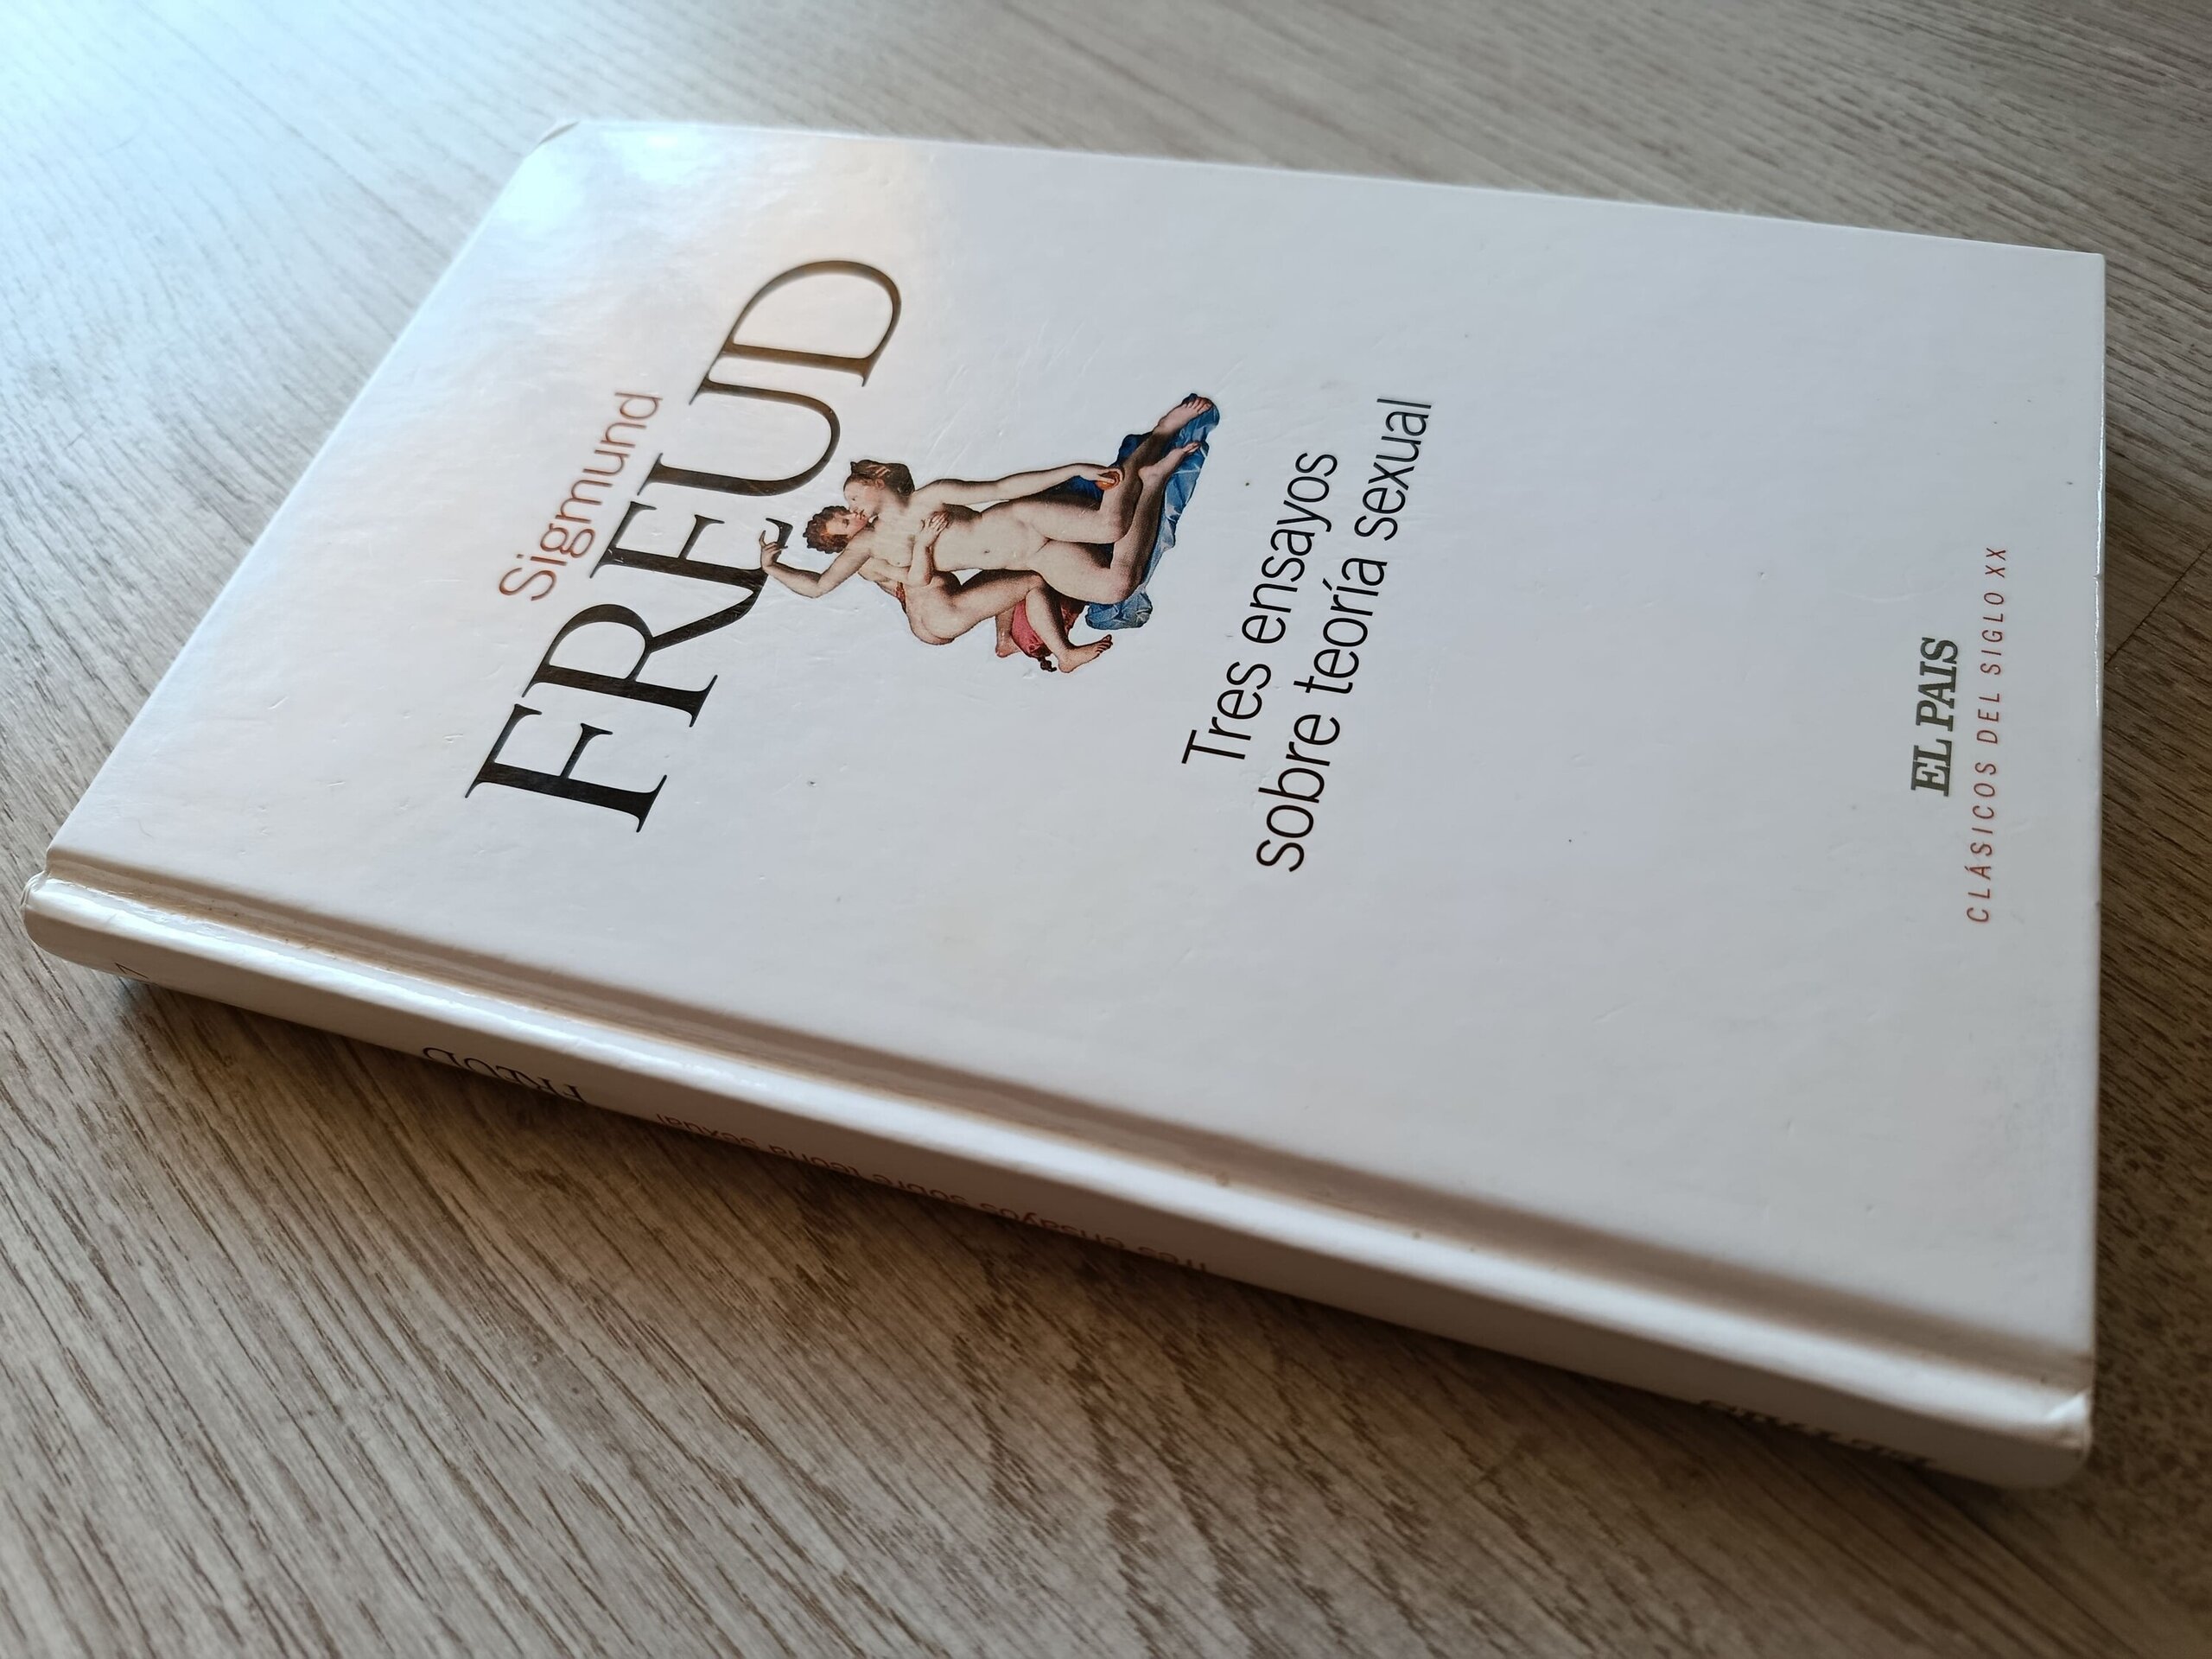 Sigmund
FREUD
Tres ensayos
sobre teoría sexual
EL PAIS
CLÁSICOS DEL SIGLO XX
FREUD
Tres ensayos sobre teoría sexual